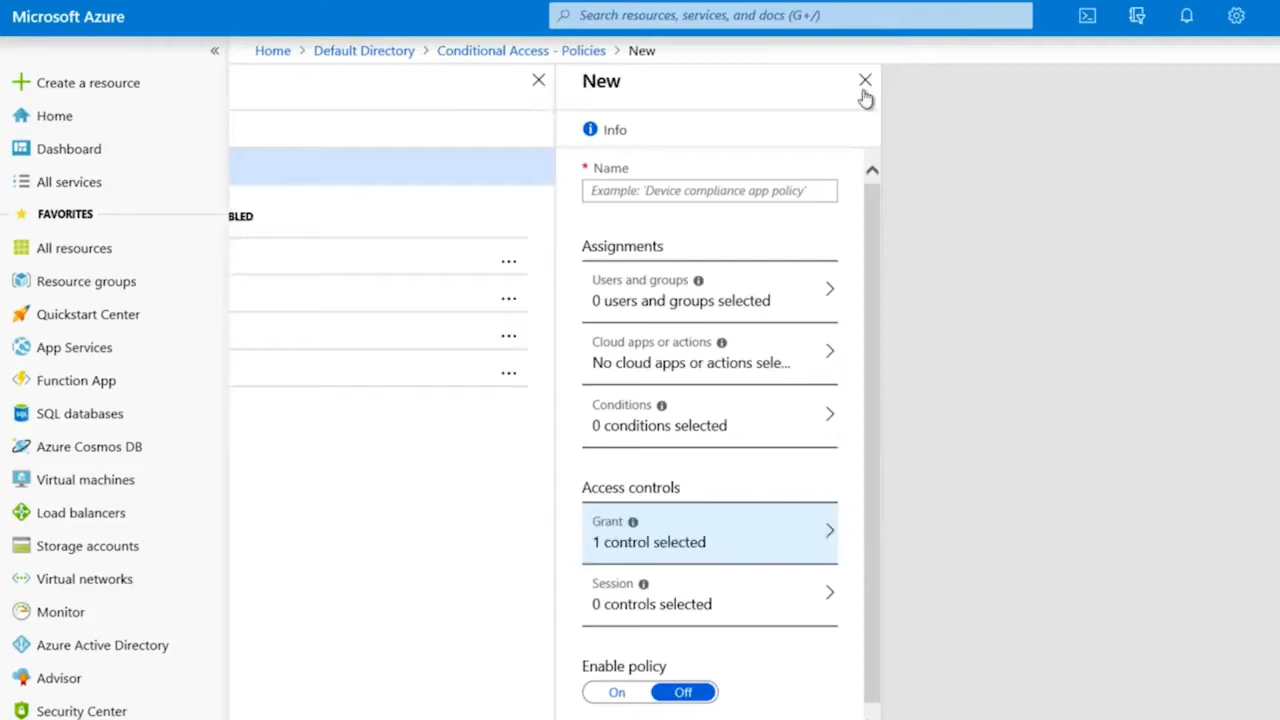 Microsoft Azure
Search resources, services, and docs (G+/)
«
Home > Default Directory > Conditional Access - Policies > New
Create a resource
Home
Dashboard
All services
FAVORITES
All resources
Resource groups
Quickstart Center
App Services
Function App
SQL databases
Azure Cosmos DB
Virtual machines
Load balancers
Storage accounts
Virtual networks
Monitor
Azure Active Directory
Advisor
Security Center
BLED
...
...
...
...
New
Info
* Name
Example: 'Device compliance app policy'
Assignments
Users and groups
0 users and groups selected
Cloud apps or actions
No cloud apps or actions sele...
Conditions
0 conditions selected
Access controls
Grant
1 control selected
Session
0 controls selected
Enable policy
On Off